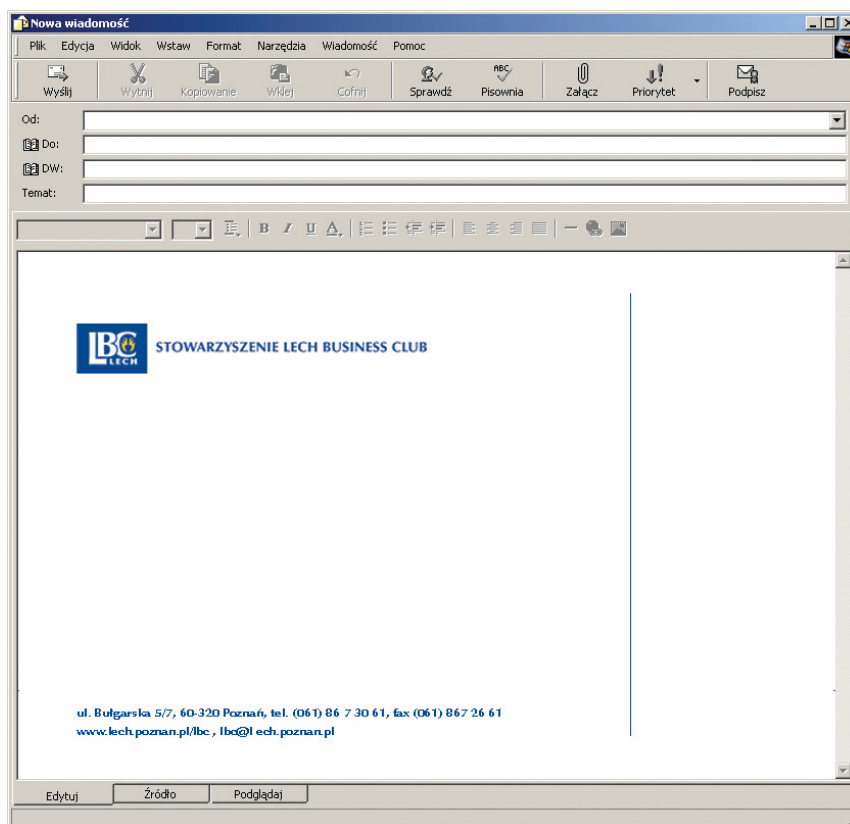 Nowa wiadomość
Plik Edycja Widok Wstaw Format Narzędzia Wiadomość Pomoc
Wyślij Wytnij Kopiowanie Wklej Cofnij Sprawdź Pisownia Załącz Priorytet Podpisz
Od:
Do:
DW:
Temat:
LBC LECH STOWARZYSZENIE LECH BUSINESS CLUB
ul. Bułgarska 5/7, 60-320 Poznań, tel. (061) 86 7 30 61, fax (061) 867 26 61
www.lech.poznan.pl/lbc , lbc@lech.poznan.pl
Edytuj Źródło Podglądaj